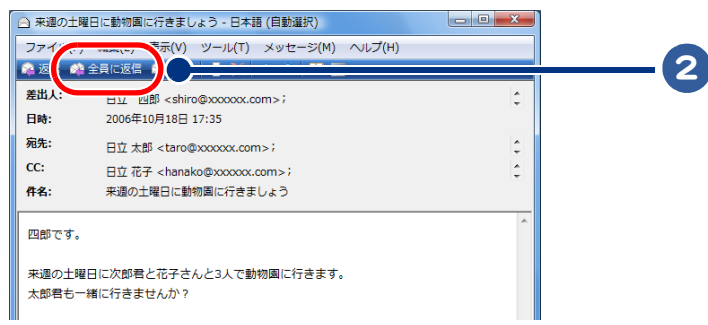 来週の土曜日に動物園に行きましょう - 日本語 (自動選択)
ファイル 表示(V) ツール(T) メッセージ(M) ヘルプ(H)
返 全員に返信
2
差出人: 日立 四郎 <shiro@xxxxxx.com>;
日時: 2006年10月18日 17:35
宛先: 日立 太郎 <taro@xxxxxx.com>;
CC: 日立 花子 <hanako@xxxxxx.com>;
件名: 来週の土曜日に動物園に行きましょう
四郎です。
来週の土曜日に次郎君と花子さんと3人で動物園に行きます。
太郎君も一緒に行きませんか？